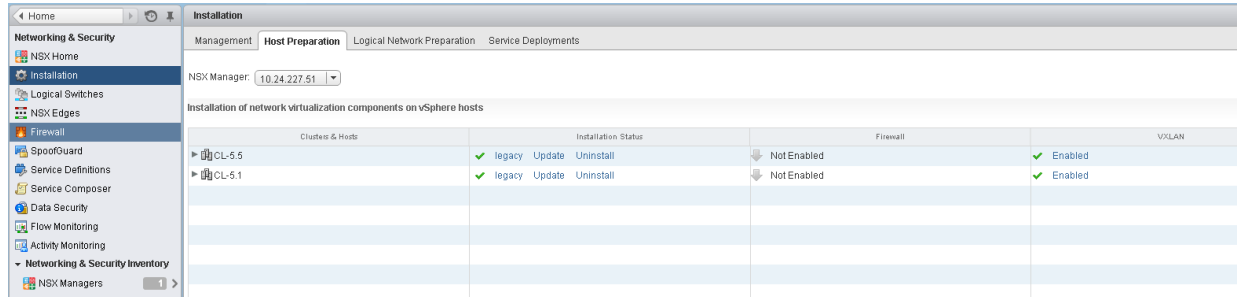 Home
Networking & Security
NSX Home
Installation
Logical Switches
NSX Edges
Firewall
SpoofGuard
Service Definitions
Service Composer
Data Security
Flow Monitoring
Activity Monitoring
Networking & Security Inventory
NSX Managers 1
Installation
Management Host Preparation Logical Network Preparation Service Deployments
NSX Manager: 10.24.227.51
Installation of network virtualization components on vSphere hosts
Clusters & Hosts Installation Status Firewall VXLAN
CL-5.5 legacy Update Uninstall Not Enabled Enabled
CL-5.1 legacy Update Uninstall Not Enabled Enabled